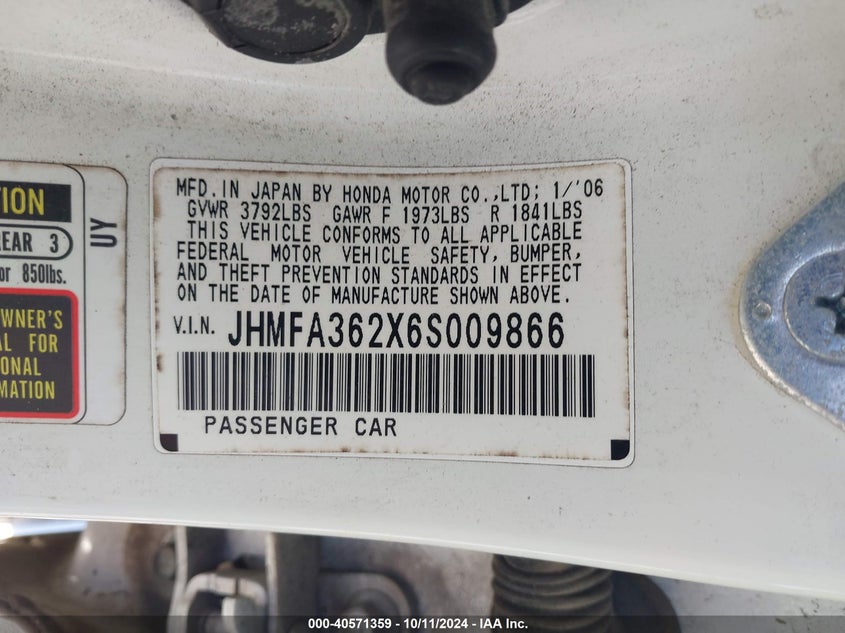 TION
REAR 3
or 850lbs.
OWNER'S
AL FOR
IONAL
RMATION
UY
MFD. IN JAPAN BY HONDA MOTOR CO.,LTD; 1/'06
GVWR 3792LBS GAWR F 1973LBS R 1841LBS
THIS VEHICLE CONFORMS TO ALL APPLICABLE
FEDERAL MOTOR VEHICLE SAFETY, BUMPER,
AND THEFT PREVENTION STANDARDS IN EFFECT
ON THE DATE OF MANUFACTURE SHOWN ABOVE.
V.I.N. JHMFA362X6S009866
PASSENGER CAR
000-40571359 - 10/11/2024 - IAA Inc.